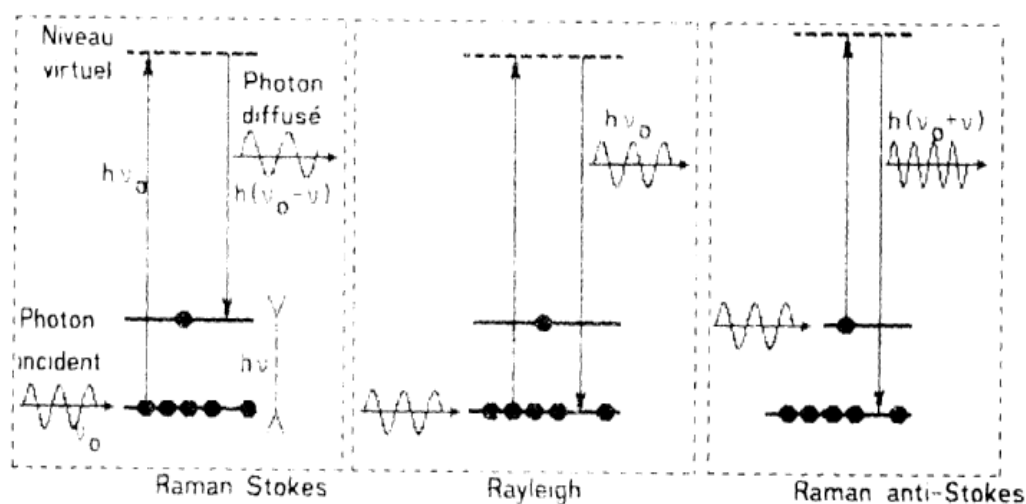 Niveau
virtuel
Photon
diffusé
hν₀
h(ν₀-ν)
Photon
incident
ν₀
hν
Raman Stokes
hν₀
Rayleigh
h(ν₀+ν)
Raman anti-Stokes